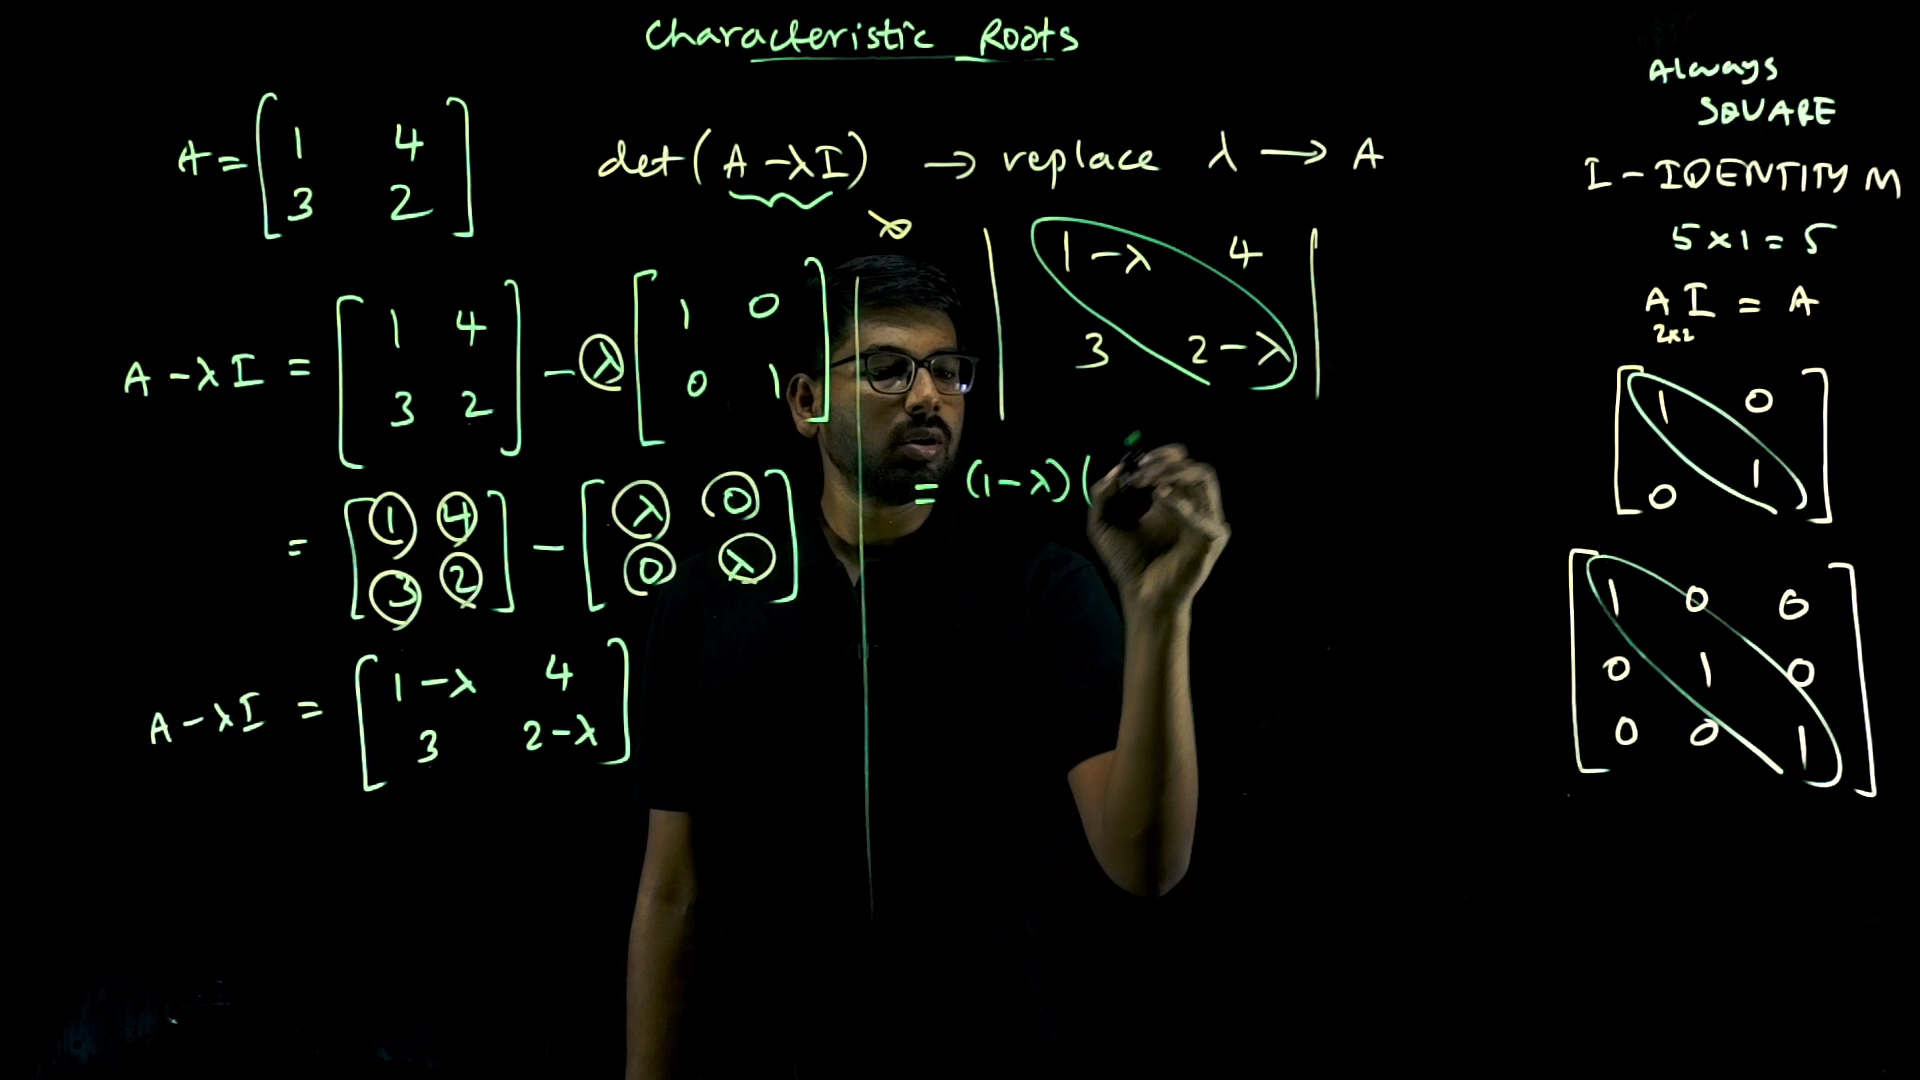 Characteristic Roots
A = [ 1 4
3 2 ]
det(A - λI) → replace λ → A
A - λI = [ 1 4
3 2 ] - λ [ 1 0
0 1 ]
= [ 1 4
3 2 ] - [ λ 0
0 λ ]
A - λI = [ 1 - λ 4
3 2 - λ ]
| 1 - λ 4
3 2 - λ |
= (1 - λ) (
Always
SQUARE
I - IDENTITY M
5 × 1 = 5
A I = A
2×2
[ 1 0
0 1 ]
[ 1 0 0
0 1 0
0 0 1 ]